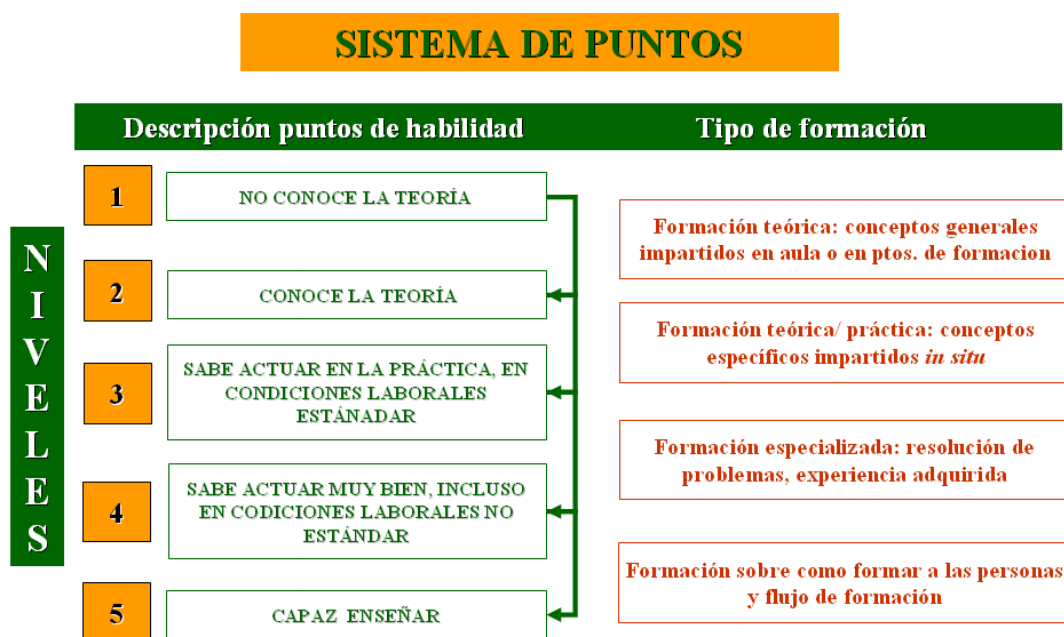 SISTEMA DE PUNTOS
Descripción puntos de habilidad
Tipo de formación
NIVELES
1
NO CONOCE LA TEORÍA
2
CONOCE LA TEORÍA
3
SABE ACTUAR EN LA PRÁCTICA, EN
CONDICIONES LABORALES
ESTÁNADAR
4
SABE ACTUAR MUY BIEN, INCLUSO
EN CODICIONES LABORALES NO
ESTÁNDAR
5
CAPAZ ENSEÑAR
Formación teórica: conceptos generales
impartidos en aula o en ptos. de formacion
Formación teórica/ práctica: conceptos
específicos impartidos in situ
Formación especializada: resolución de
problemas, experiencia adquirida
Formación sobre como formar a las personas
y flujo de formación